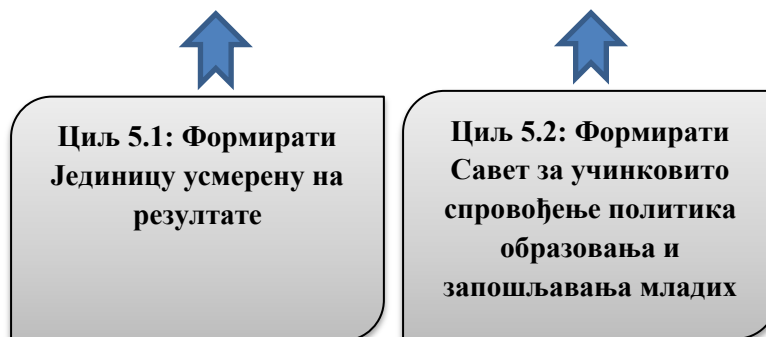 Циљ 5.1: Формирати
Јединицу усмерену на
резултате
Циљ 5.2: Формирати
Савет за учинковито
спровођење политика
образовања и
запошљавања младих